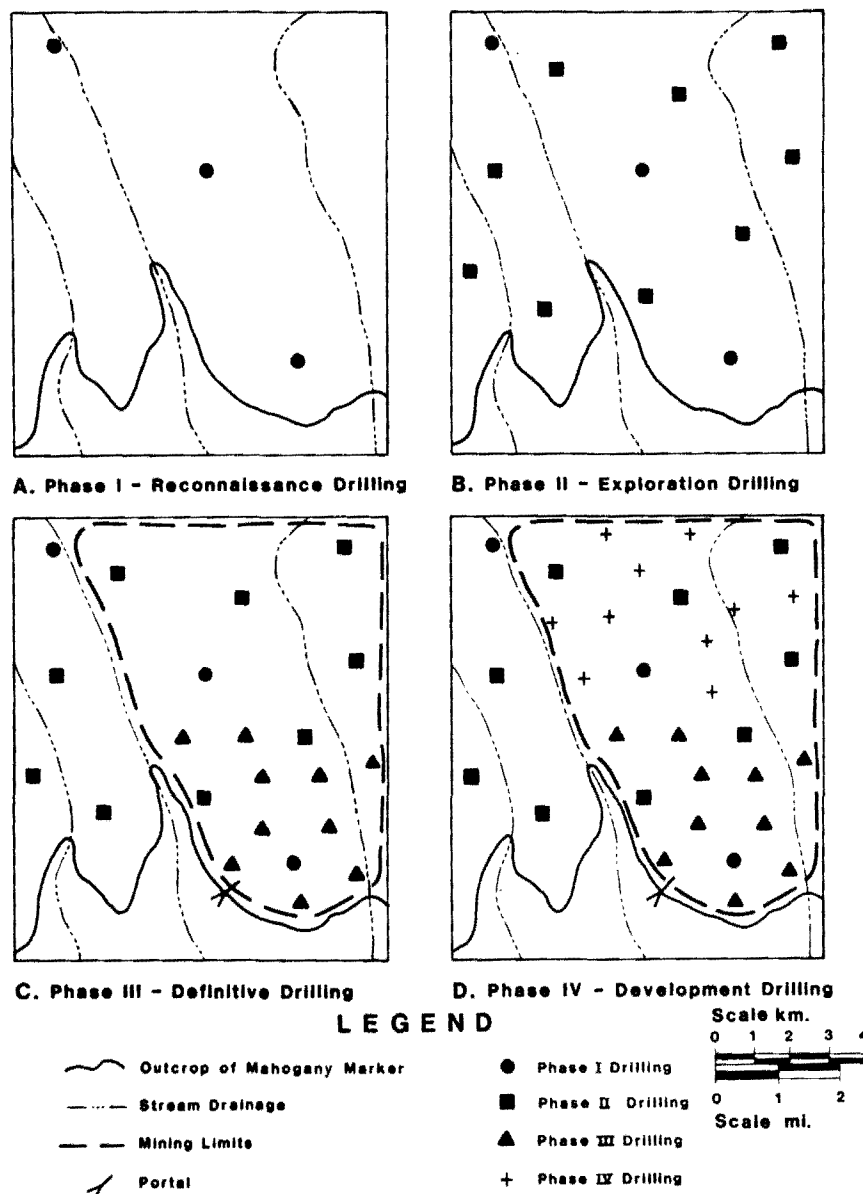 A. Phase I - Reconnaissance Drilling
B. Phase II - Exploration Drilling
C. Phase III - Definitive Drilling
D. Phase IV - Development Drilling
LEGEND
Outcrop of Mahogany Marker
Stream Drainage
Mining Limits
Portal
Phase I Drilling
Phase II Drilling
Phase III Drilling
Phase IV Drilling
Scale km.
0 1 2 3 4
0 1 2
Scale mi.